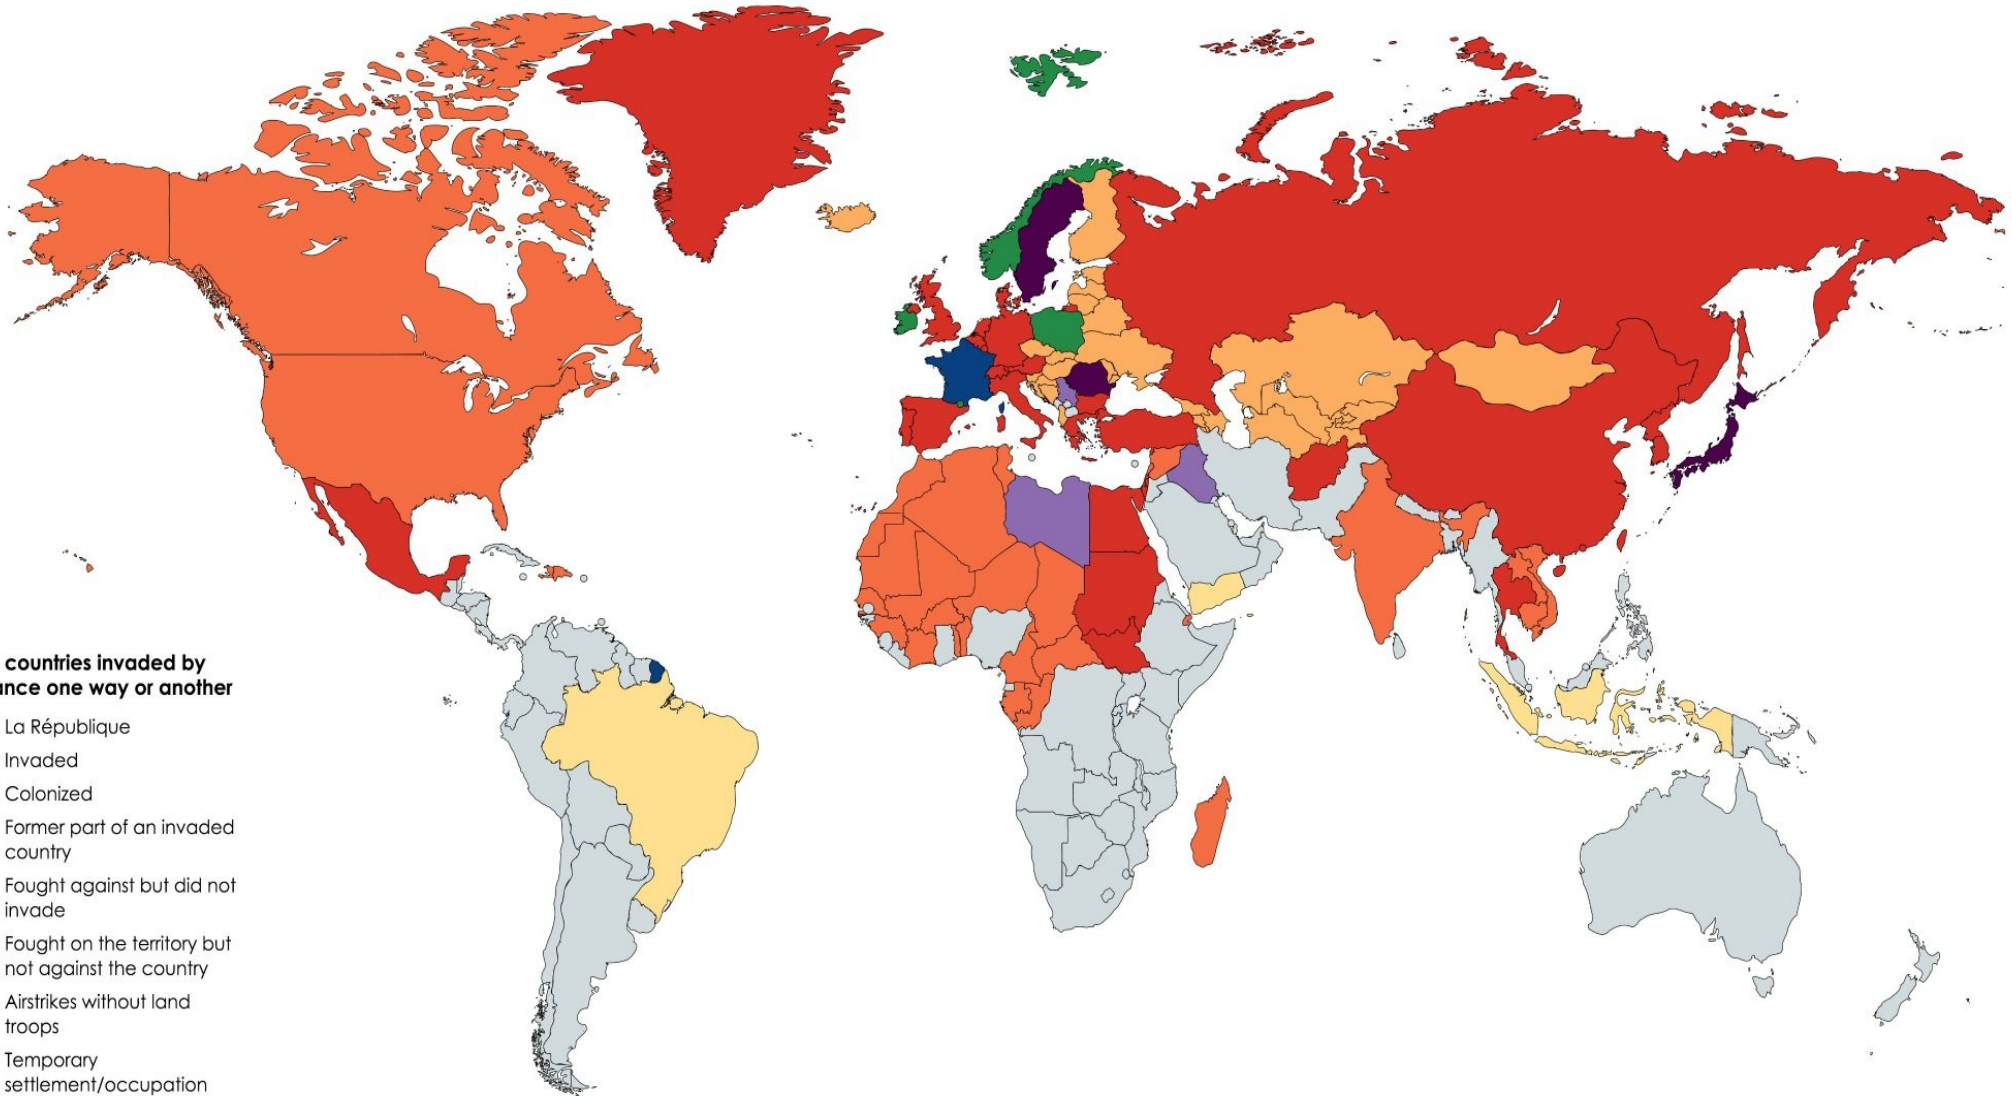 countries invaded by
ance one way or another
La République
Invaded
Colonized
Former part of an invaded
country
Fought against but did not
invade
Fought on the territory but
not against the country
Airstrikes without land
troops
Temporary
settlement/occupation